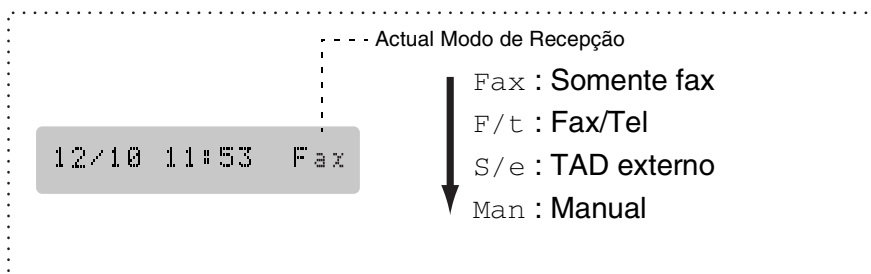 Actual Modo de Recepção
12/10 11:53 Fax
Fax : Somente fax
F/t : Fax/Tel
S/e : TAD externo
Man : Manual